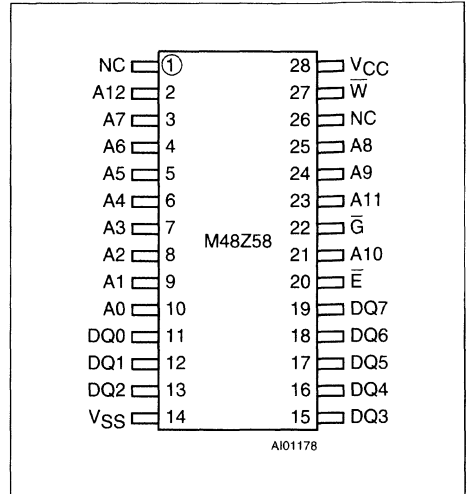 NC 1 28 VCC
A12 2 27 W̅
A7 3 26 NC
A6 4 25 A8
A5 5 24 A9
A4 6 23 A11
A3 7 22 G̅
M48Z58
A2 8 21 A10
A1 9 20 E̅
A0 10 19 DQ7
DQ0 11 18 DQ6
DQ1 12 17 DQ5
DQ2 13 16 DQ4
VSS 14 15 DQ3
AI01178